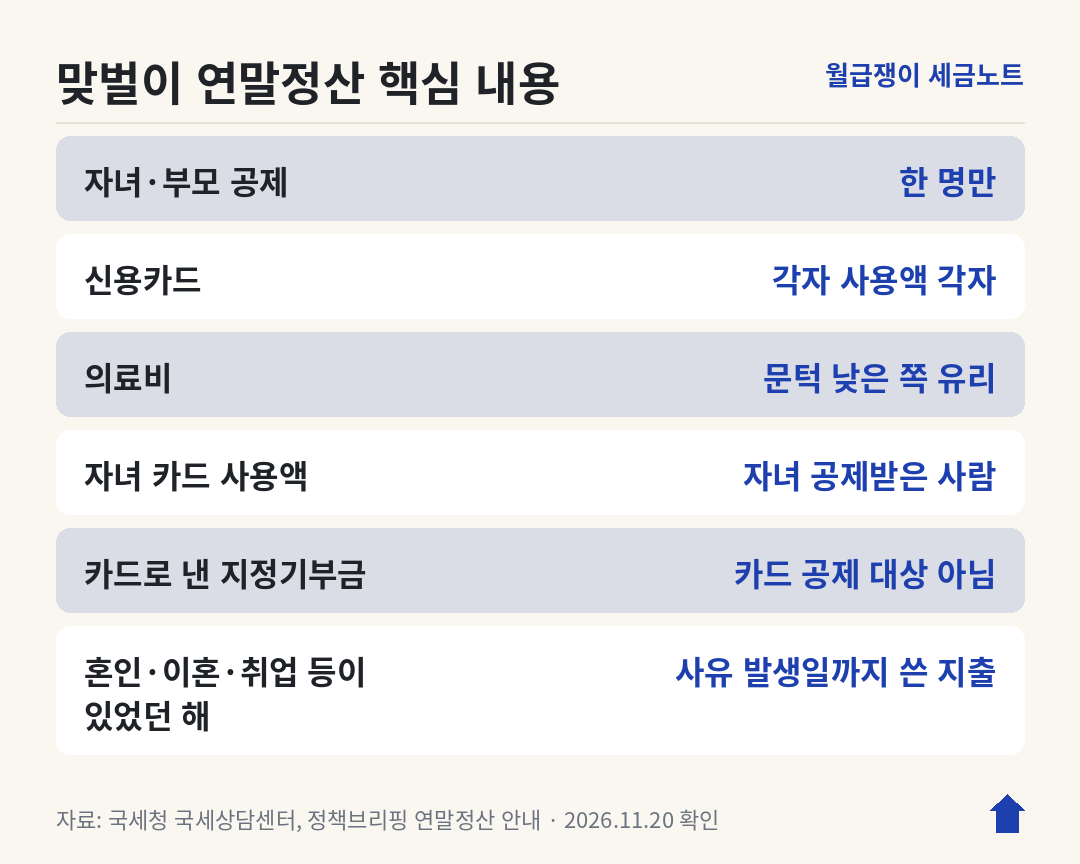 맞벌이 연말정산 핵심 내용
월급쟁이 세금노트
자녀·부모 공제
한 명만
신용카드
각자 사용액 각자
의료비
문턱 낮은 쪽 유리
자녀 카드 사용액
자녀 공제받은 사람
카드로 낸 지정기부금
카드 공제 대상 아님
혼인·이혼·취업 등이
있었던 해
사유 발생일까지 쓴 지출
자료: 국세청 국세상담센터, 정책브리핑 연말정산 안내 · 2026.11.20 확인